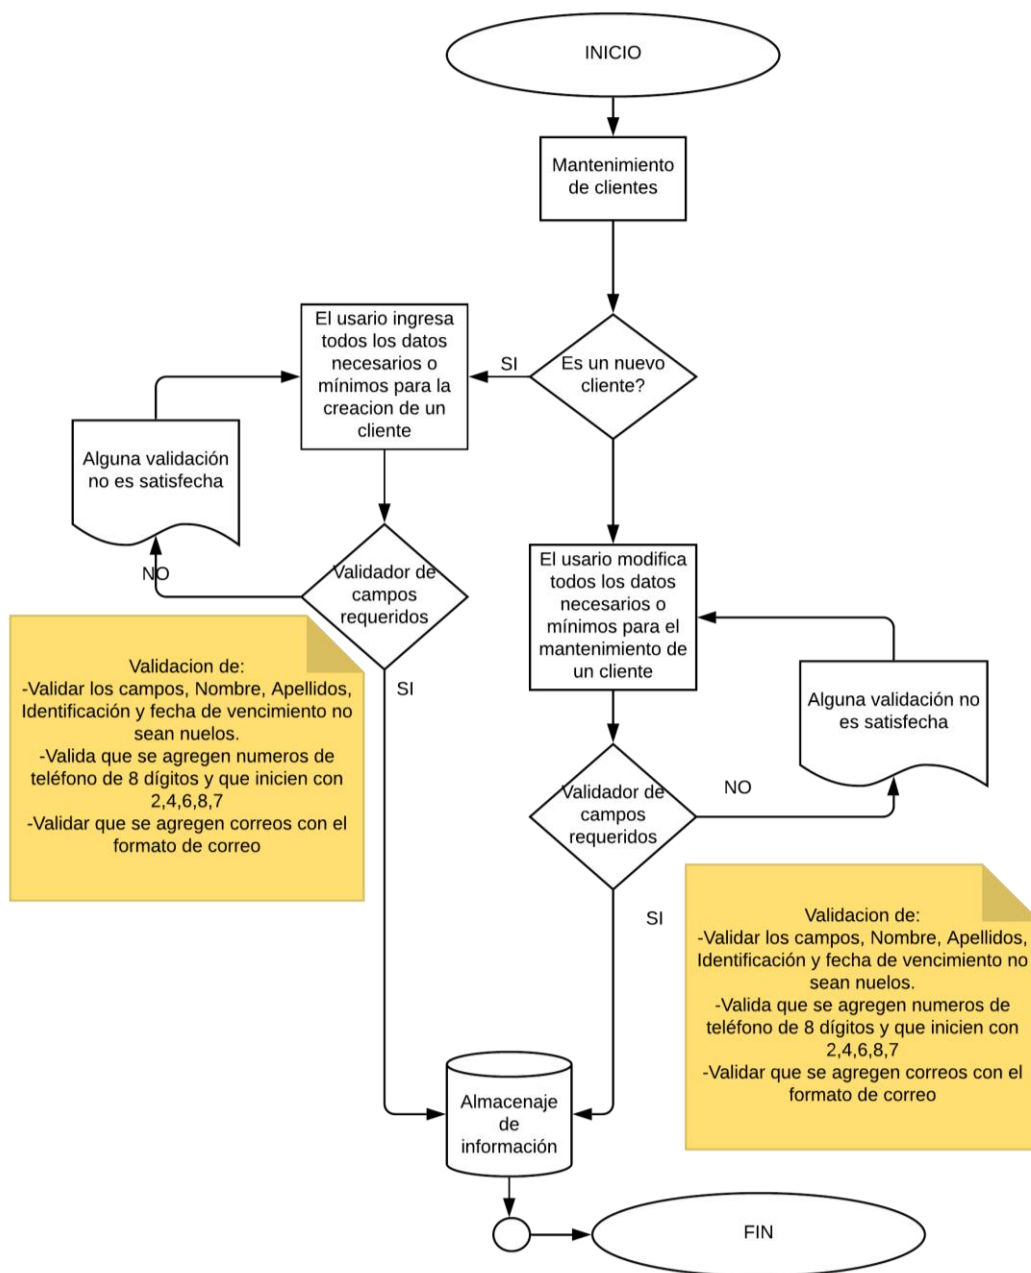 INICIO
Mantenimiento
de clientes
Es un nuevo
cliente?
SI
El usario ingresa
todos los datos
necesarios o
mínimos para la
creacion de un
cliente
Alguna validación
no es satisfecha
NO
Validador de
campos
requeridos
SI
Validacion de:
-Validar los campos, Nombre, Apellidos,
Identificación y fecha de vencimiento no
sean nuelos.
-Valida que se agregen numeros de
teléfono de 8 dígitos y que inicien con
2,4,6,8,7
-Validar que se agregen correos con el
formato de correo
El usario modifica
todos los datos
necesarios o
mínimos para el
mantenimiento de
un cliente
Alguna validación no
es satisfecha
NO
Validador de
campos
requeridos
SI
Validacion de:
-Validar los campos, Nombre, Apellidos,
Identificación y fecha de vencimiento no
sean nuelos.
-Valida que se agregen numeros de
teléfono de 8 dígitos y que inicien con
2,4,6,8,7
-Validar que se agregen correos con el
formato de correo
Almacenaje
de
información
FIN